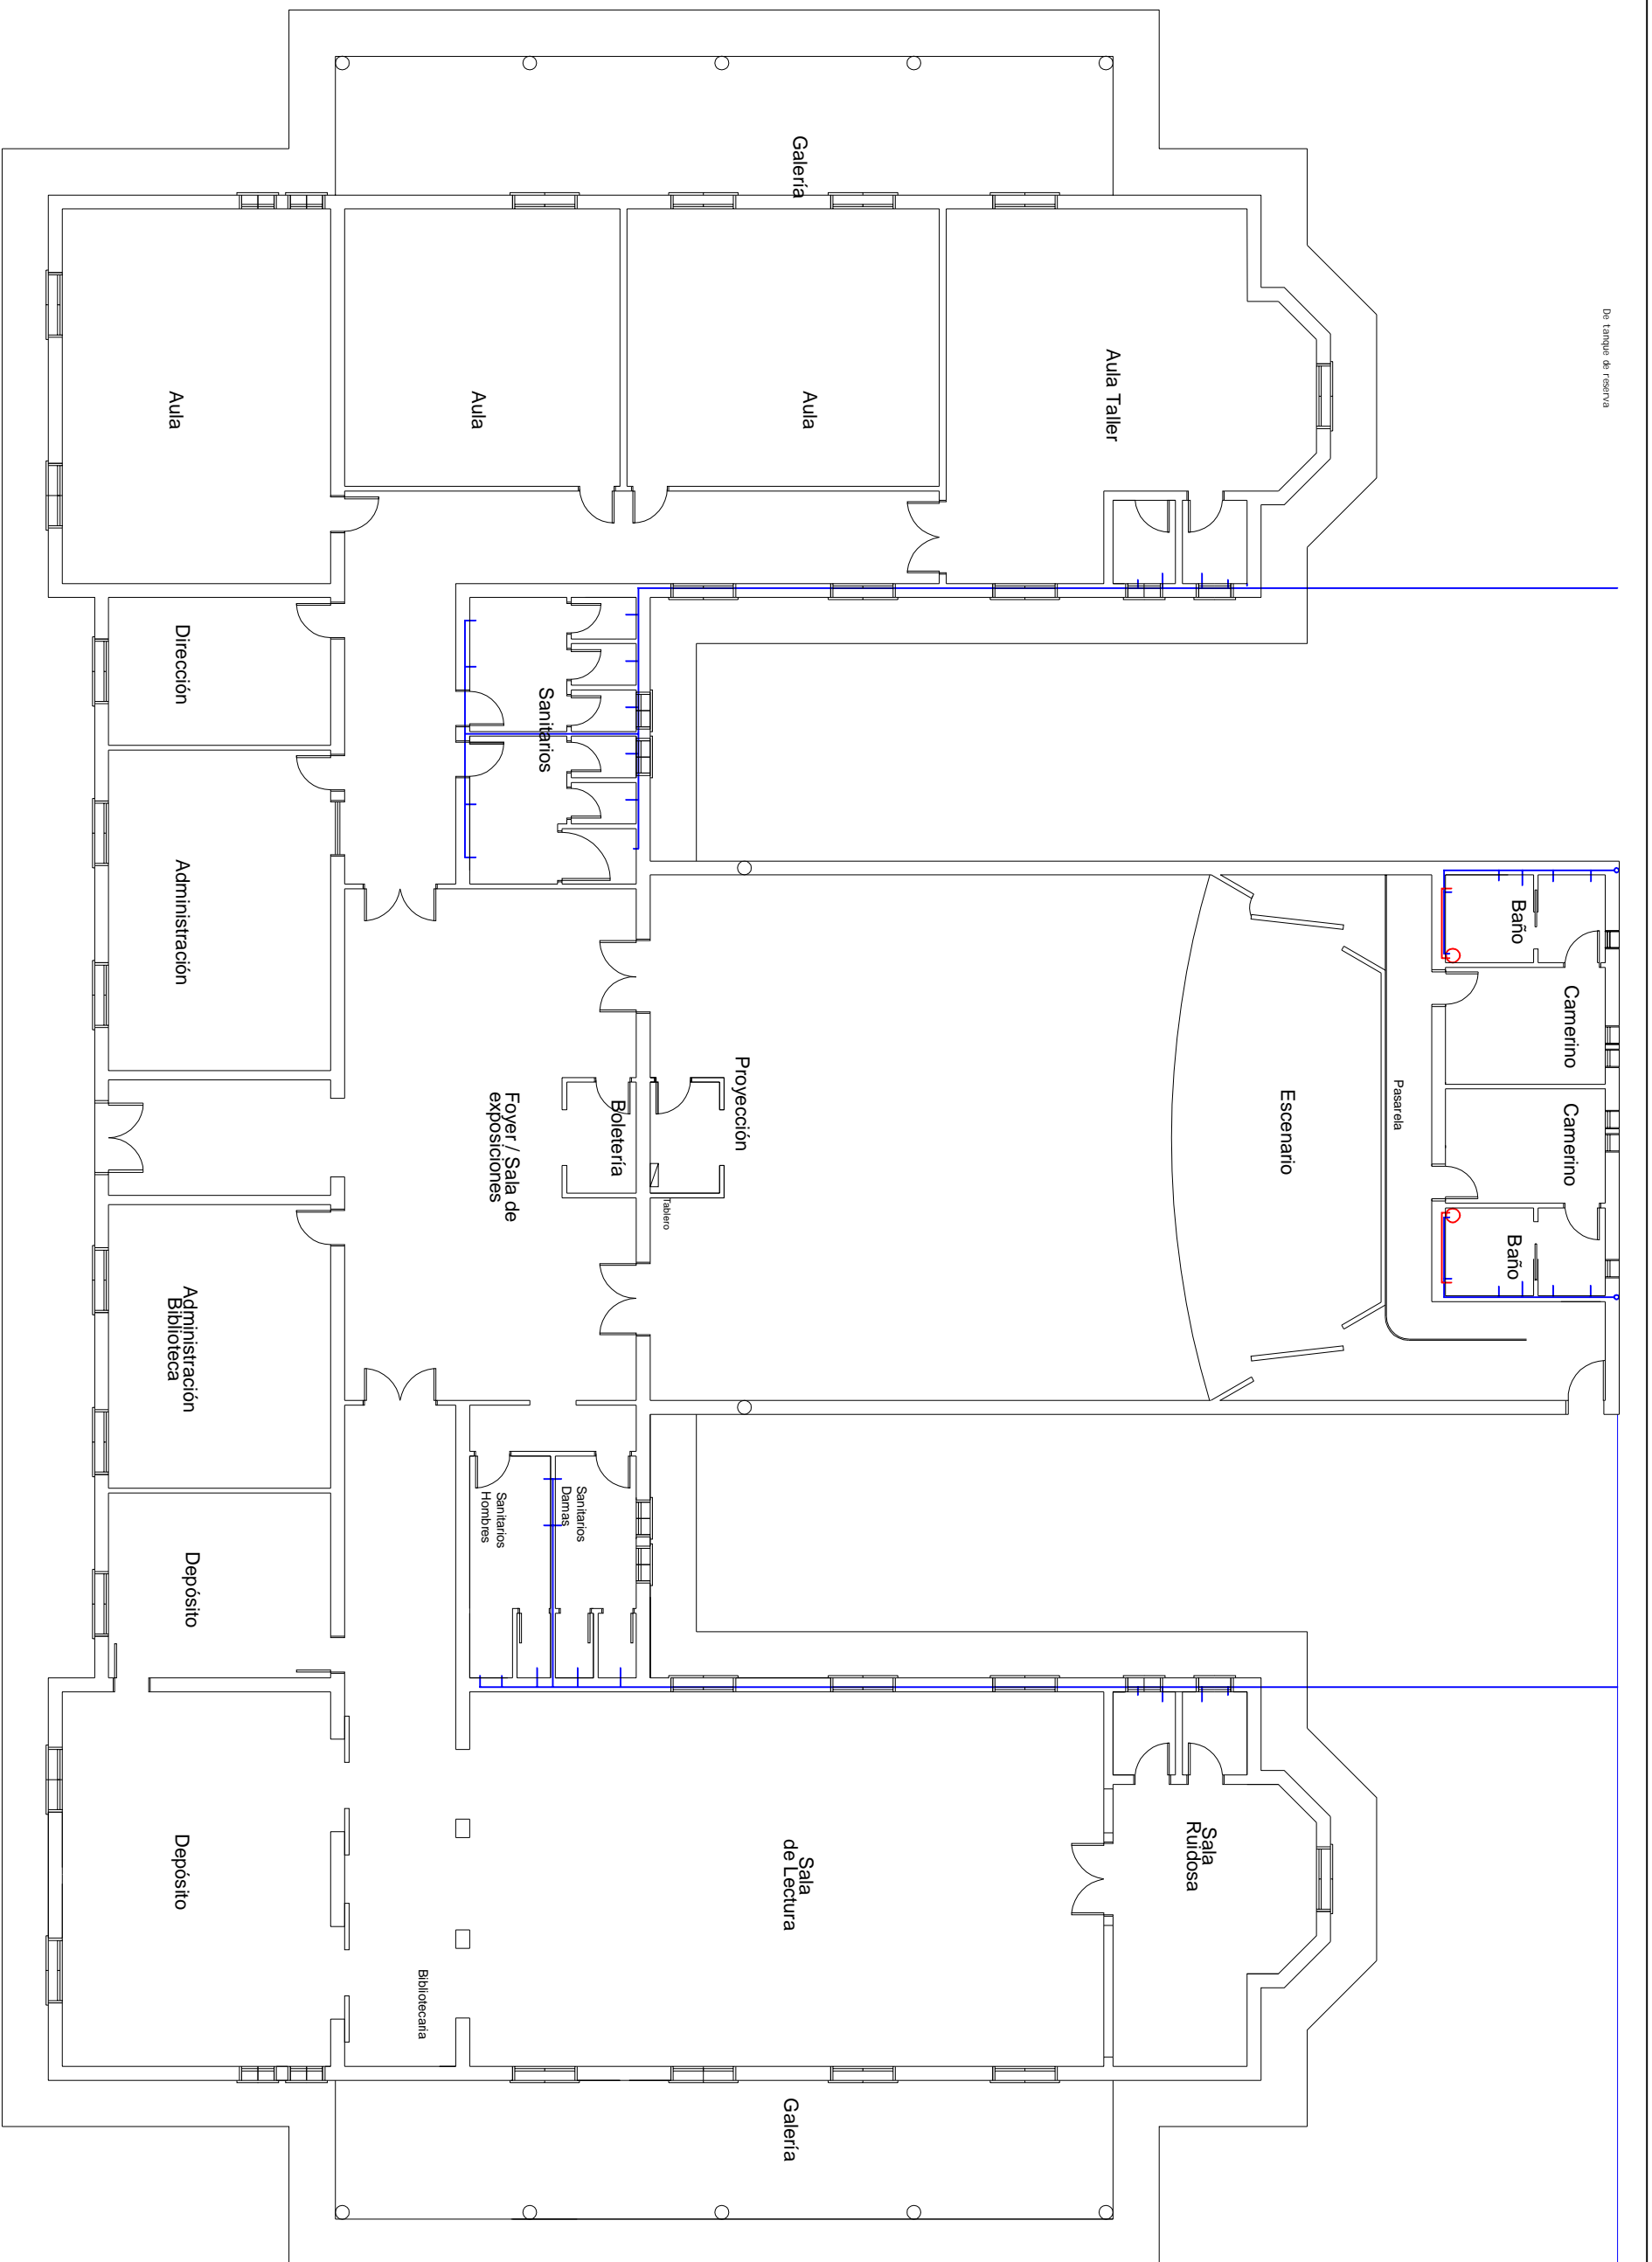 De tanque de reserva
Galería
Aula Taller
Aula
Aula
Aula
Sanitarios
Dirección
Administración
Baño
Camerino
Camerino
Baño
Pasarela
Escenario
Proyección
Boletería
Tablero
Foyer / Sala de
exposiciones
Administración
Biblioteca
Sanitarios
Damas
Sanitarios
Hombres
Depósito
Sala
Ruidosa
Sala
de Lectura
Depósito
Bibliotecaria
Galería